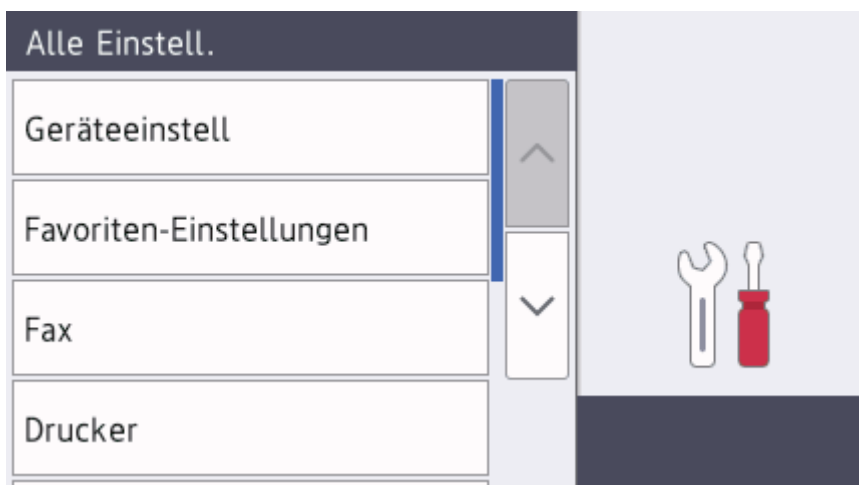 Alle Einstell.
Geräteeinstell
Favoriten-Einstellungen
Fax
Drucker